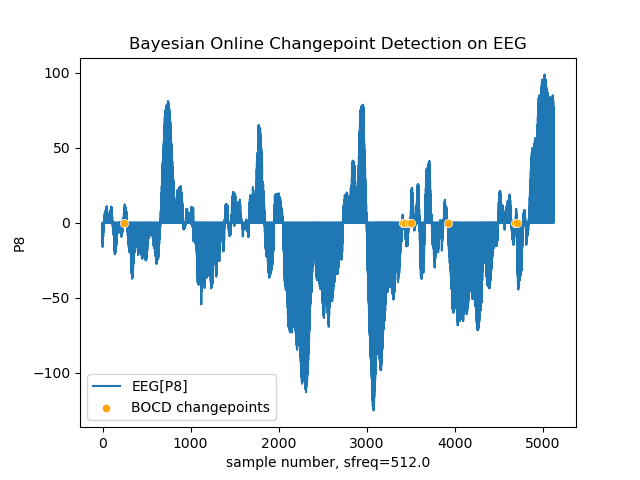 Bayesian Online Changepoint Detection on EEG
100
50
0
−50
−100
P8
EEG[P8]
BOCD changepoints
0 1000 2000 3000 4000 5000
sample number, sfreq=512.0